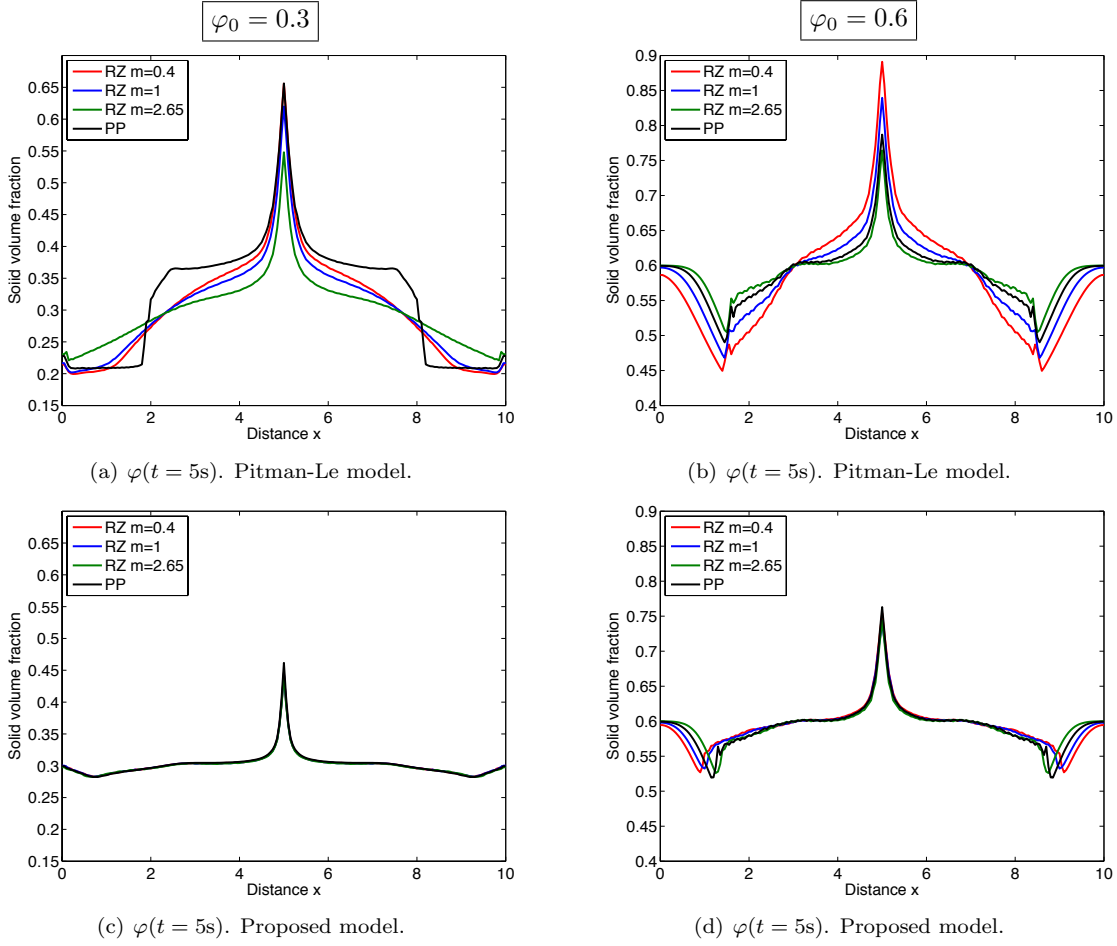 φ₀ = 0.3
φ₀ = 0.6
RZ m=0.4
RZ m=1
RZ m=2.65
PP
0.65
0.6
0.55
0.5
0.45
0.4
0.35
0.3
0.25
0.2
0.15
0 2 4 6 8 10
Solid volume fraction
Distance x
(a) φ(t = 5s). Pitman-Le model.
RZ m=0.4
RZ m=1
RZ m=2.65
PP
0.9
0.85
0.8
0.75
0.7
0.65
0.6
0.55
0.5
0.45
0.4
0 2 4 6 8 10
Solid volume fraction
Distance x
(b) φ(t = 5s). Pitman-Le model.
RZ m=0.4
RZ m=1
RZ m=2.65
PP
0.65
0.6
0.55
0.5
0.45
0.4
0.35
0.3
0.25
0.2
0.15
0 2 4 6 8 10
Solid volume fraction
Distance x
(c) φ(t = 5s). Proposed model.
RZ m=0.4
RZ m=1
RZ m=2.65
PP
0.9
0.85
0.8
0.75
0.7
0.65
0.6
0.55
0.5
0.45
0.4
0 2 4 6 8 10
Solid volume fraction
Distance x
(d) φ(t = 5s). Proposed model.